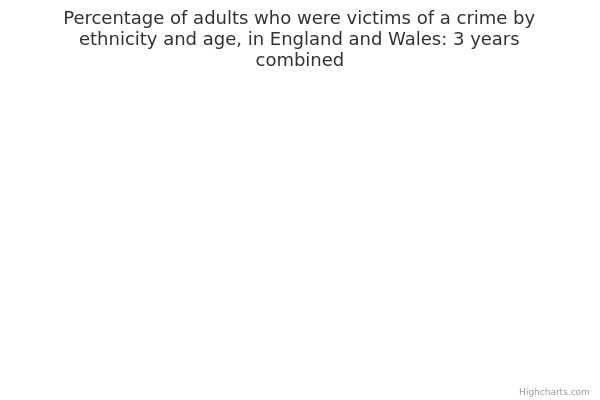 Percentage of adults who were victims of a crime by
ethnicity and age, in England and Wales: 3 years
combined
Highcharts.com